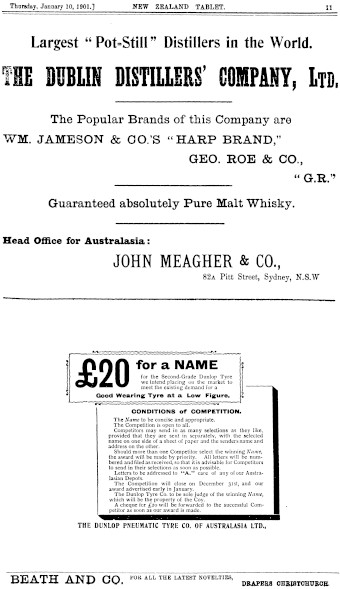 Thursday, January 10, 1901.] NEW ZEALAND TABLET. 11
Largest "Pot-Still" Distillers in the World.
THE DUBLIN DISTILLERS' COMPANY, LTD.
The Popular Brands of this Company are
WM. JAMESON & CO.'S "HARP BRAND,"
GEO. ROE & CO.,
"G.R."
Guaranteed absolutely Pure Malt Whisky.
Head Office for Australasia:
JOHN MEAGHER & CO.,
82A Pitt Street, Sydney, N.S.W
£20 for a NAME
for the Second-Grade Dunlop Tyre
we intend placing on the market to
meet the existing demand for a
Good Wearing Tyre at a Low Figure.
CONDITIONS OF COMPETITION.
The Name to be concise and appropriate.
The Competition is open to all.
Competitors may send in as many selections as they like,
provided that they are sent in separately, with the selected
name on one side of a sheet of paper and the senders name and
address on the other.
Should more than one Competitor select the winning Name,
the award will be made by priority. All letters will be num-
bered and filed as received, so that it is advisable for Competitors
to send in their selections as soon as possible.
Letters to be addressed to "A." care of any of our Austra-
lasian Depots.
The Competition will close on December 31st, and our
award advertised early in January.
The Dunlop Tyre Co. to be sole judge of the winning Name,
which will be the property of the Coy.
A cheque for £20 will be forwarded to the successful Com-
petitor as soon as our award is made.
THE DUNLOP PNEUMATIC TYRE CO. OF AUSTRALASIA LTD.,
BEATH AND CO. FOR ALL THE LATEST NOVELTIES, DRAPERS CHRISTCHURCH.